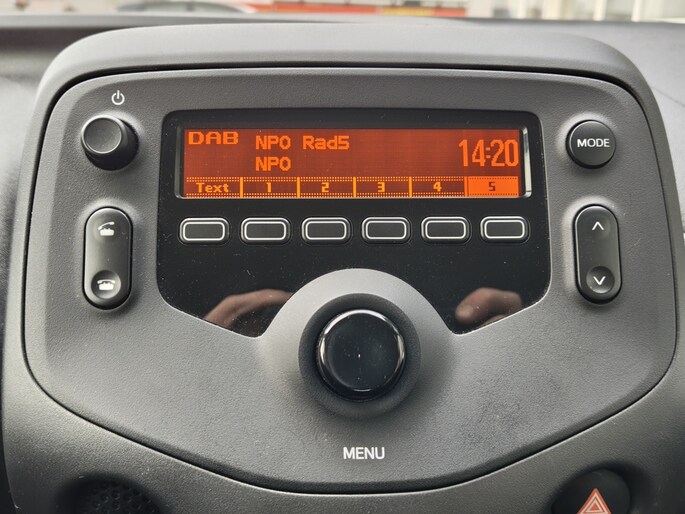 DAB NPO Rad5 14:20
NPO
Text 1 2 3 4 5
MODE
MENU